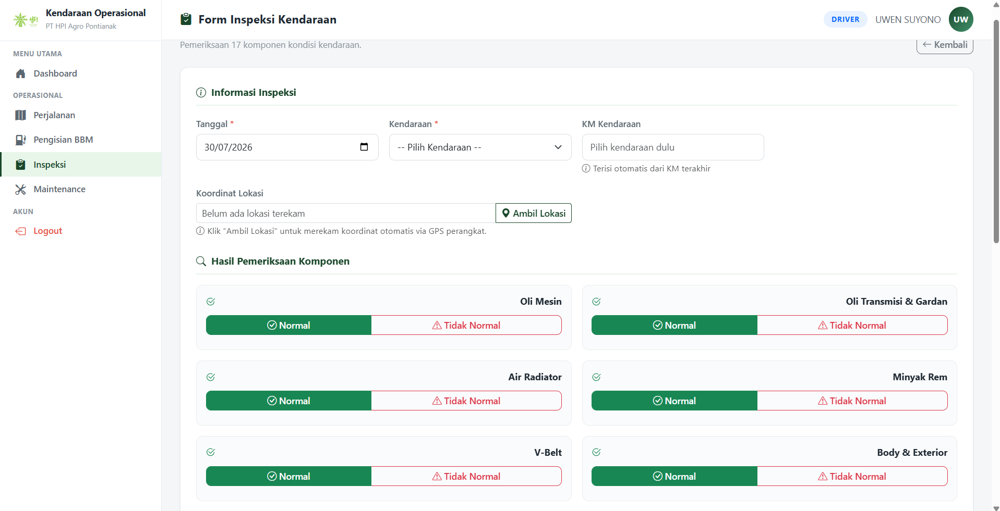 HPI
Kendaraan Operasional
PT HPI Agro Pontianak
MENU UTAMA
Dashboard
OPERASIONAL
Perjalanan
Pengisian BBM
Inspeksi
Maintenance
AKUN
Logout
Form Inspeksi Kendaraan
DRIVER
UWEN SUYONO
UW
Pemeriksaan 17 komponen kondisi kendaraan.
← Kembali
Informasi Inspeksi
Tanggal *
Kendaraan *
KM Kendaraan
30/07/2026
-- Pilih Kendaraan --
Pilih kendaraan dulu
Terisi otomatis dari KM terakhir
Koordinat Lokasi
Belum ada lokasi terekam
Ambil Lokasi
Klik "Ambil Lokasi" untuk merekam koordinat otomatis via GPS perangkat.
Hasil Pemeriksaan Komponen
Oli Mesin
Normal
Tidak Normal
Oli Transmisi & Gardan
Normal
Tidak Normal
Air Radiator
Normal
Tidak Normal
Minyak Rem
Normal
Tidak Normal
V-Belt
Normal
Tidak Normal
Body & Exterior
Normal
Tidak Normal